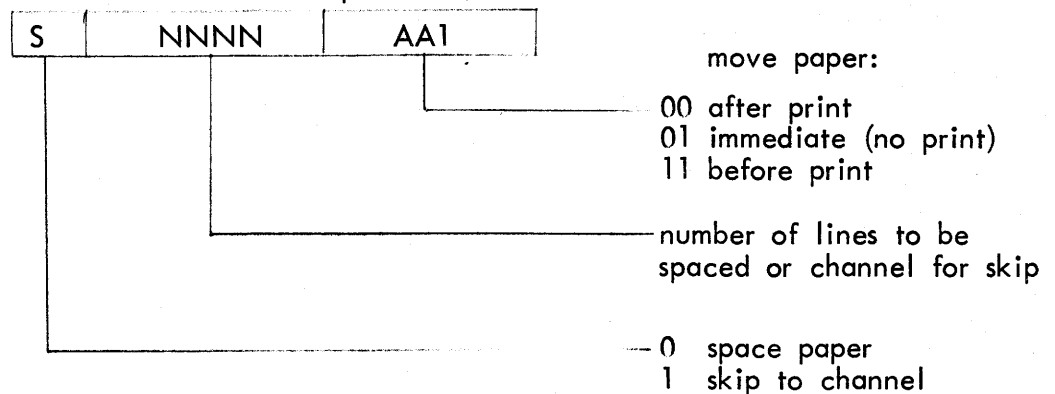 S NNNN AA1
move paper:
00 after print
01 immediate (no print)
11 before print
number of lines to be
spaced or channel for skip
0 space paper
1 skip to channel